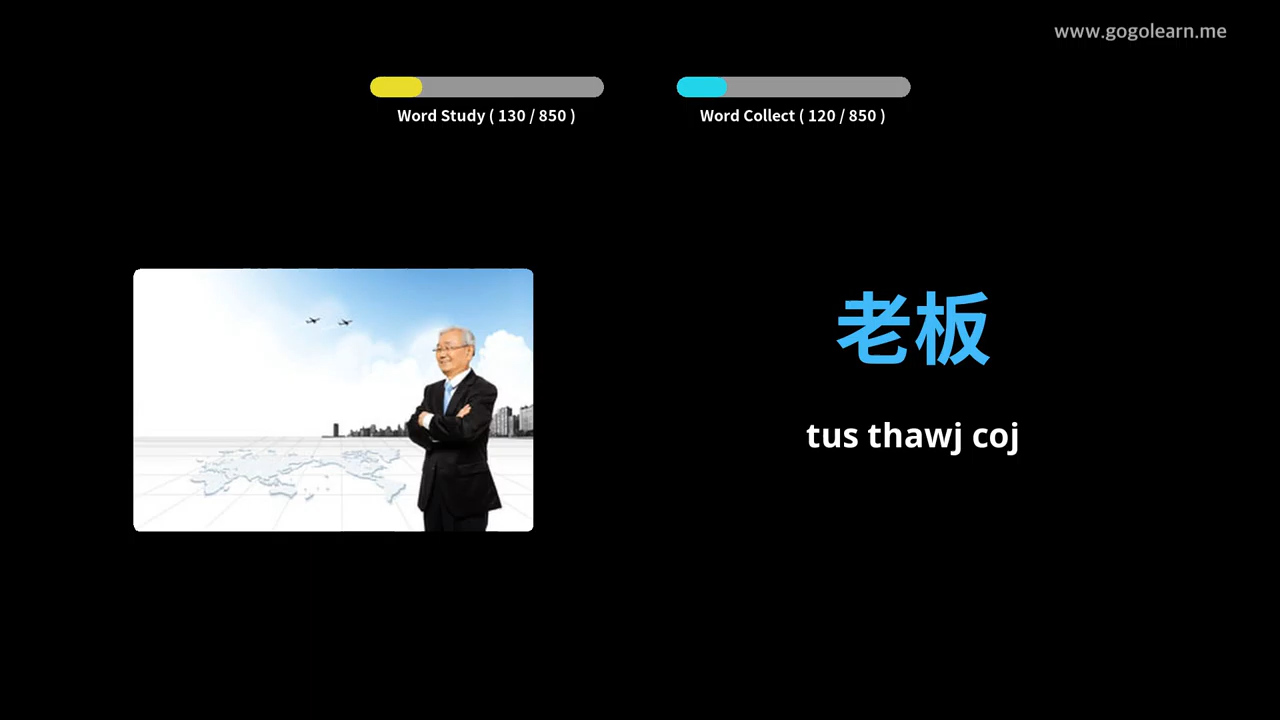 www.gogolearn.me
Word Study ( 130 / 850 )
Word Collect ( 120 / 850 )
老板
tus thawj coj